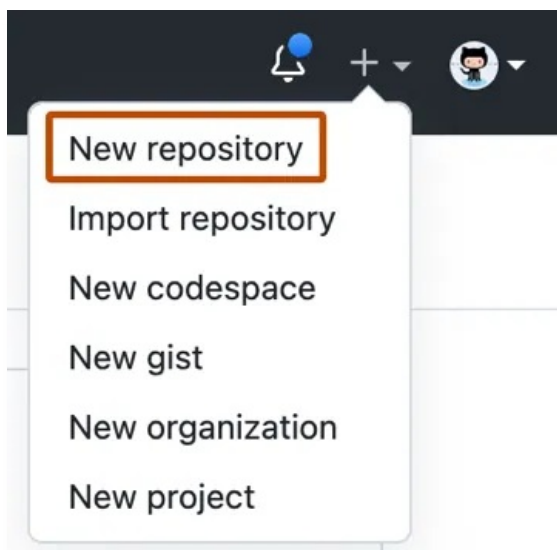 New repository
Import repository
New codespace
New gist
New organization
New project